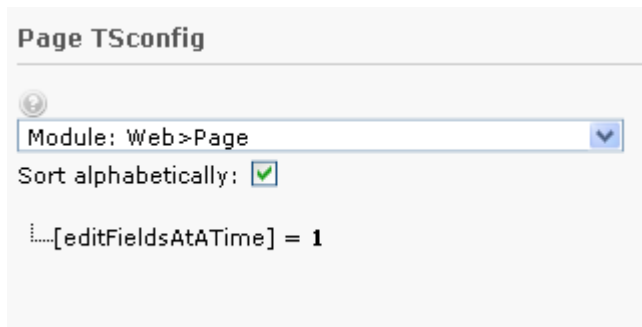 Page TSconfig
Module: Web>Page
Sort alphabetically:
[editFieldsAtATime] = 1